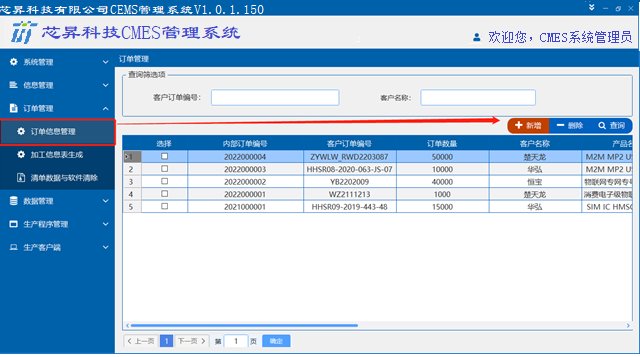 芯昇科技有限公司CEMS管理系统V1.0.1.150
芯昇科技CMES管理系统
欢迎您，CMES系统管理员
系统管理
信息管理
订单管理
订单信息管理
加工信息表生成
清单数据与软件清除
数据管理
生产程序管理
生产客户端
订单管理
查询筛选项
客户订单编号：
客户名称：
新增 删除 查询
选择 内部订单编号 客户订单编号 订单数量 客户名称 产品名
1 2022000004 ZYWLW_RWD2203087 50000 楚天龙 M2M MP2 U
2 2022000003 HHSR08-2020-063-JS-07 10000 华弘 M2M MP2 U
3 2022000002 YB2202009 40000 恒宝 物联网专网专号
4 2022000001 WZ2111213 1000 楚天龙 消费电子级物
5 2021000001 HHSR09-2019-443-48 15000 华弘 SIM IC HMSC
上一页 1 下一页 第 1 页 确定